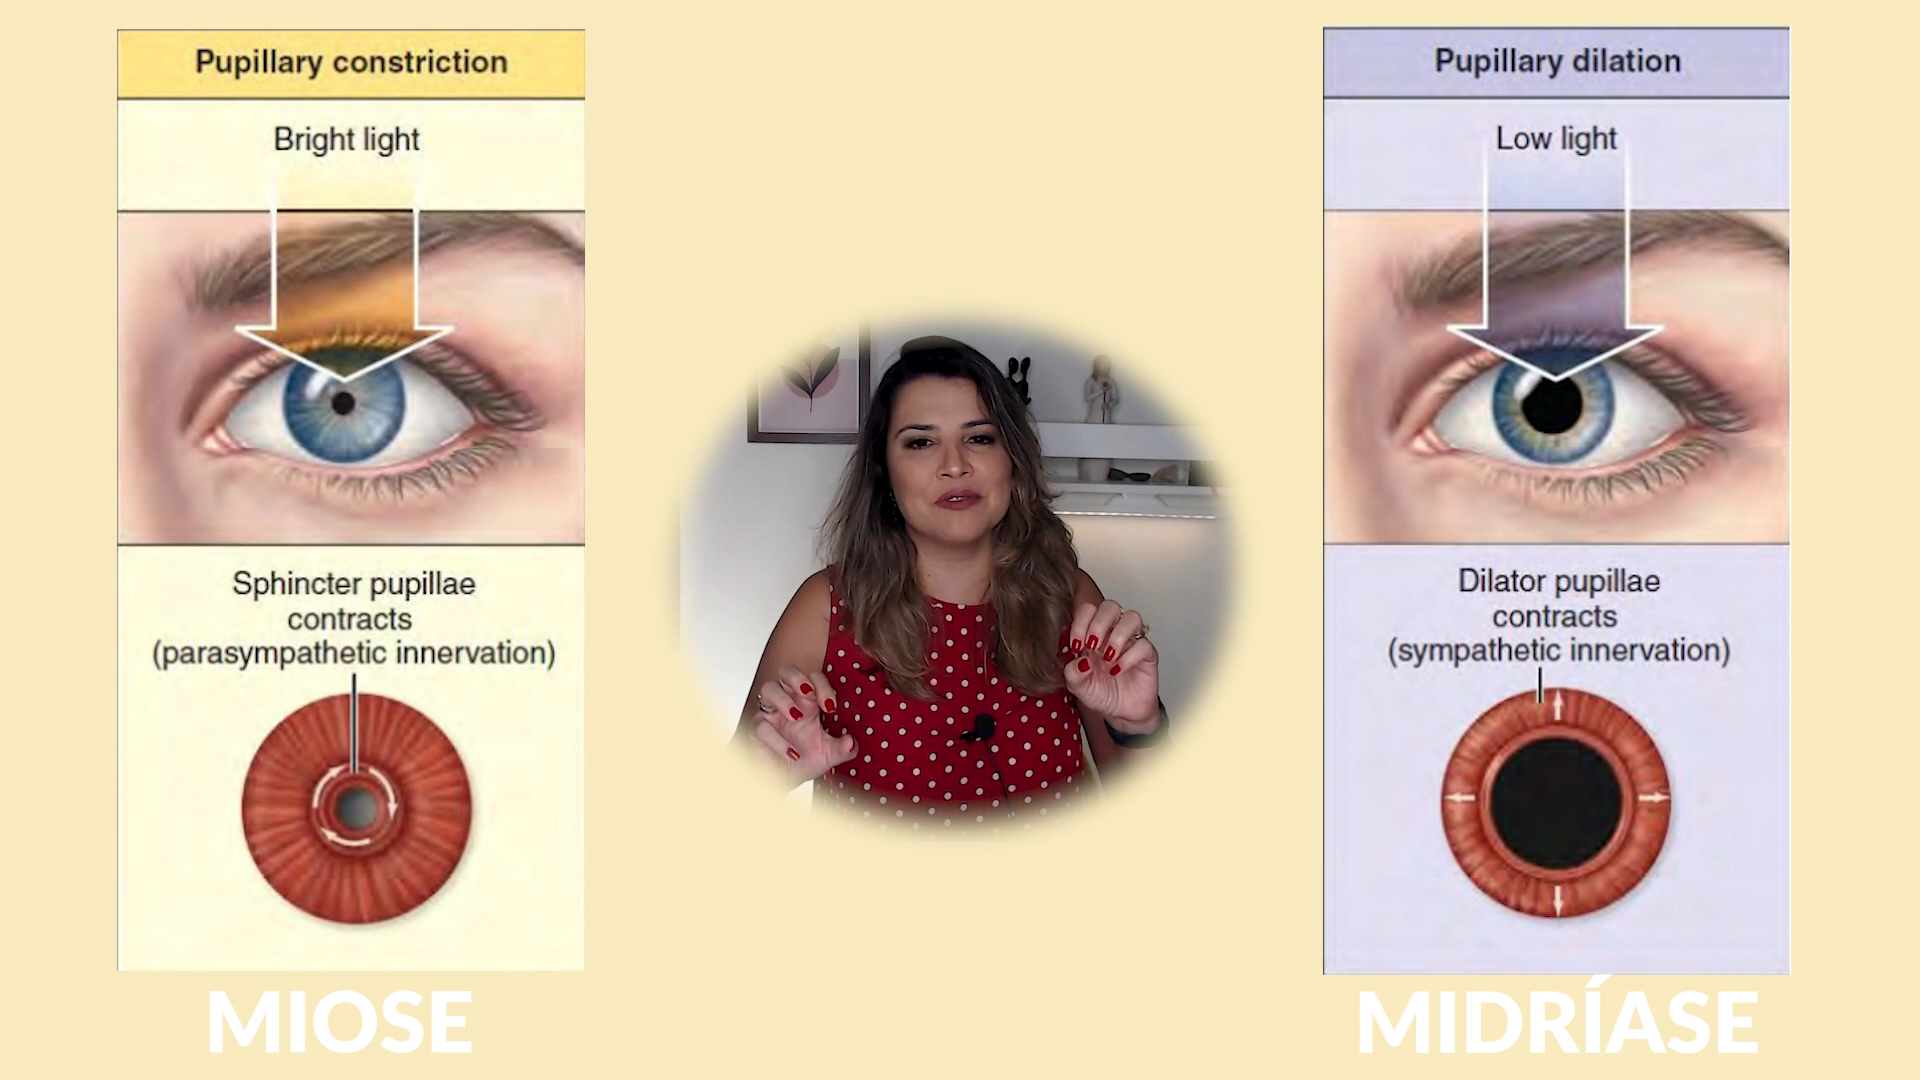 Pupillary constriction
Bright light
Sphincter pupillae
contracts
(parasympathetic innervation)
MIOSE
Pupillary dilation
Low light
Dilator pupillae
contracts
(sympathetic innervation)
MIDRÍASE